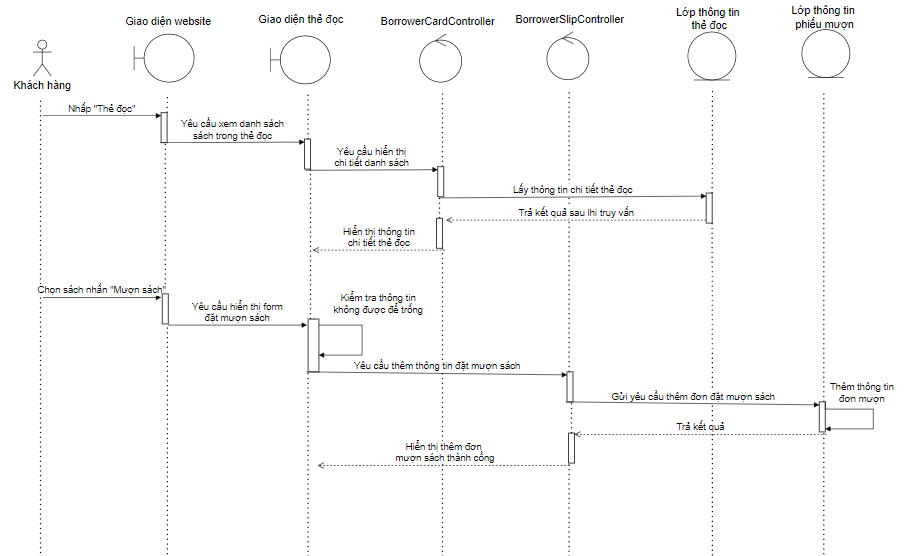 Giao diện website
Giao diện thẻ đọc
BorrowerCardController
BorrowerSlipController
Lớp thông tin
thẻ đọc
Lớp thông tin
phiếu mượn
Khách hàng
Nhấp "Thẻ đọc"
Yêu cầu xem danh sách
sách trong thẻ đọc
Yêu cầu hiển thị
chi tiết danh sách
Lấy thông tin chi tiết thẻ đọc
Trả kết quả sau lhi truy vấn
Hiển thị thông tin
chi tiết thẻ đọc
Chọn sách nhấn "Mượn sách"
Yêu cầu hiển thị form
đặt mượn sách
Kiểm tra thông tin
không được để trống
Yêu cầu thêm thông tin đặt mượn sách
Gửi yêu cầu thêm đơn đặt mượn sách
Thêm thông tin
đơn mượn
Trả kết quả
Hiển thị thêm đơn
mượn sách thành công